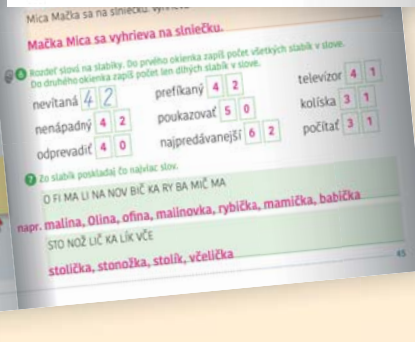 Mica Mačka sa na slniečku
Mačka Mica sa vyhrieva na slniečku.
6 Rozdeľ slová na slabiky. Do prvého okienka zapíš počet všetkých slabík v slove.
Do druhého okienka zapíš počet len dlhých slabík v slove.
nevítaná 4 2 prefíkaný 4 2 televízor 4 1
nenápadný 4 2 poukazovať 5 0 kolíska 3 1
odprevadiť 4 0 najpredávanejší 6 2 počítať 3 1
7 Zo slabík poskladaj čo najviac slov.
O FI MA LI NA NOV BIČ KA RY BA MIČ MA
napr. malina, Olina, ofina, malinovka, rybička, mamička, babička
STO NOŽ LIČ KA LÍK VČE
stolička, stonožka, stolík, včelička
45